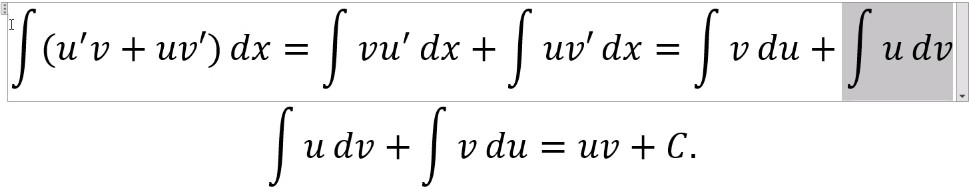 ∫(u′v + uv′) dx = ∫ vu′ dx + ∫ uv′ dx = ∫ v du + ∫ u dv
∫ u dv + ∫ v du = uv + C.